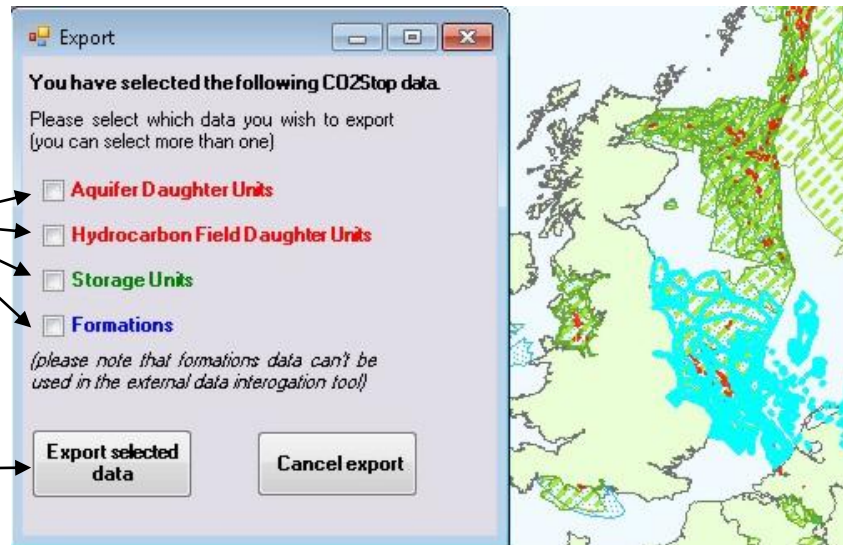 Export
You have selected the following CO2Stop data.
Please select which data you wish to export
(you can select more than one)
Aquifer Daughter Units
Hydrocarbon Field Daughter Units
Storage Units
Formations
(please note that formations data can't be
used in the external data interogation tool)
Export selected
data
Cancel export